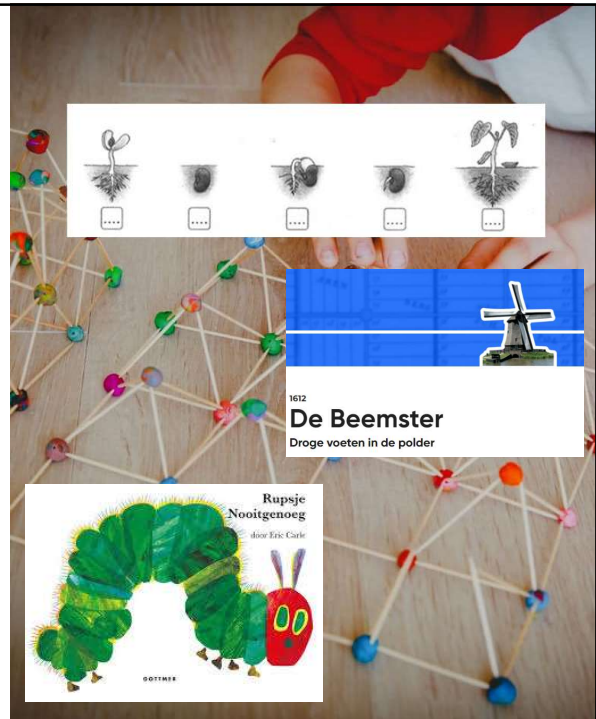 .... .... .... .... ....
1612
De Beemster
Droge voeten in de polder
Rupsje
Nooitgenoeg
door Eric Carle
GOTTMER